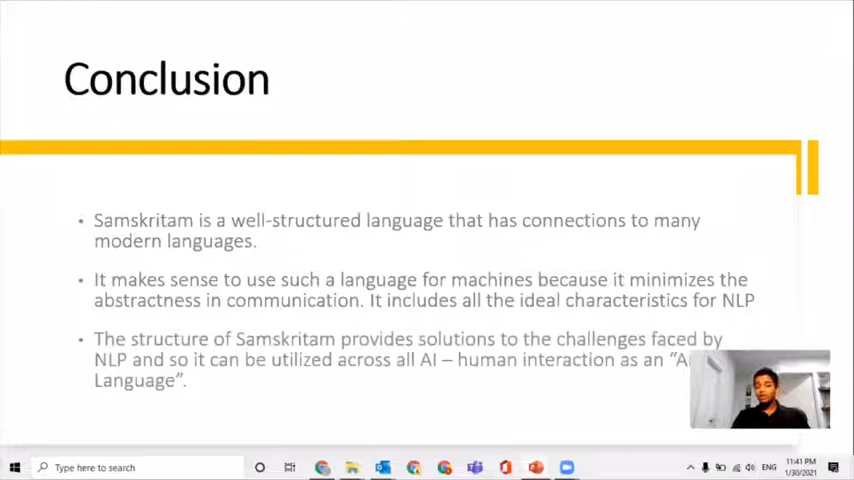 Conclusion
• Samskritam is a well-structured language that has connections to many
modern languages.
• It makes sense to use such a language for machines because it minimizes the
abstractness in communication. It includes all the ideal characteristics for NLP
• The structure of Samskritam provides solutions to the challenges faced by
NLP and so it can be utilized across all AI – human interaction as an
Language”.
Type here to search
ENG
11:41 PM
1/30/2021